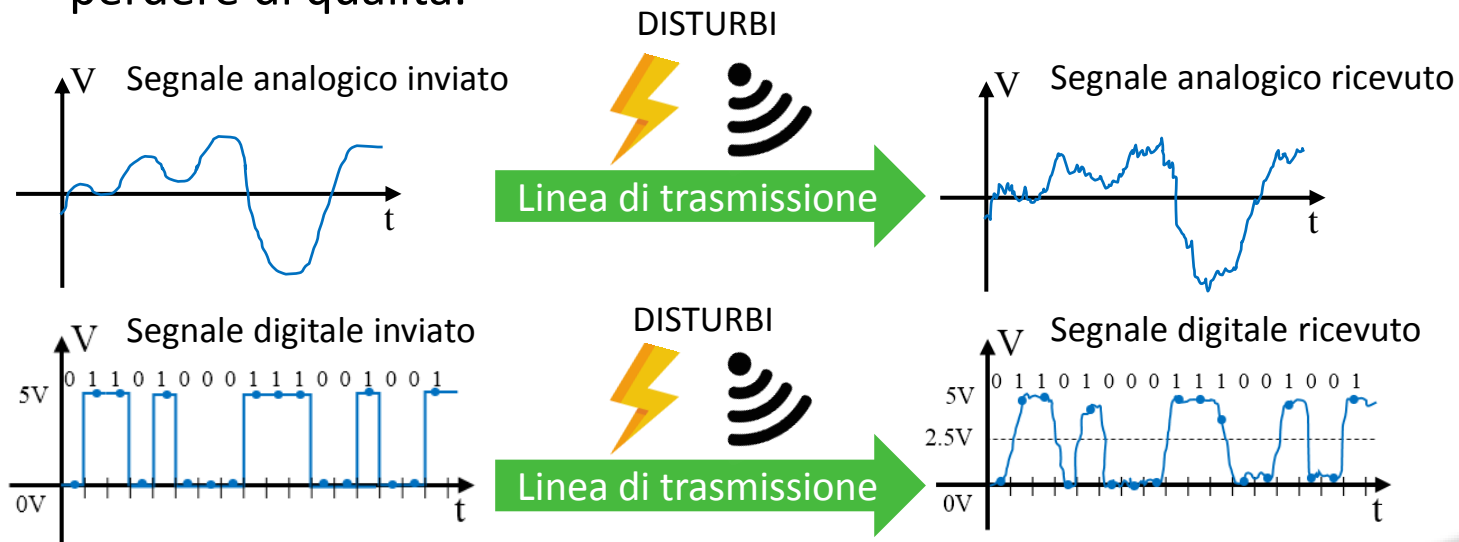 perdere di qualità.
DISTURBI
V Segnale analogico inviato
t
Linea di trasmissione
V Segnale analogico ricevuto
t
DISTURBI
V Segnale digitale inviato
0 1 1 0 1 0 0 0 1 1 1 0 0 1 0 0 1
5V
0V
t
Linea di trasmissione
V Segnale digitale ricevuto
0 1 1 0 1 0 0 0 1 1 1 0 0 1 0 0 1
5V
2.5V
0V
t